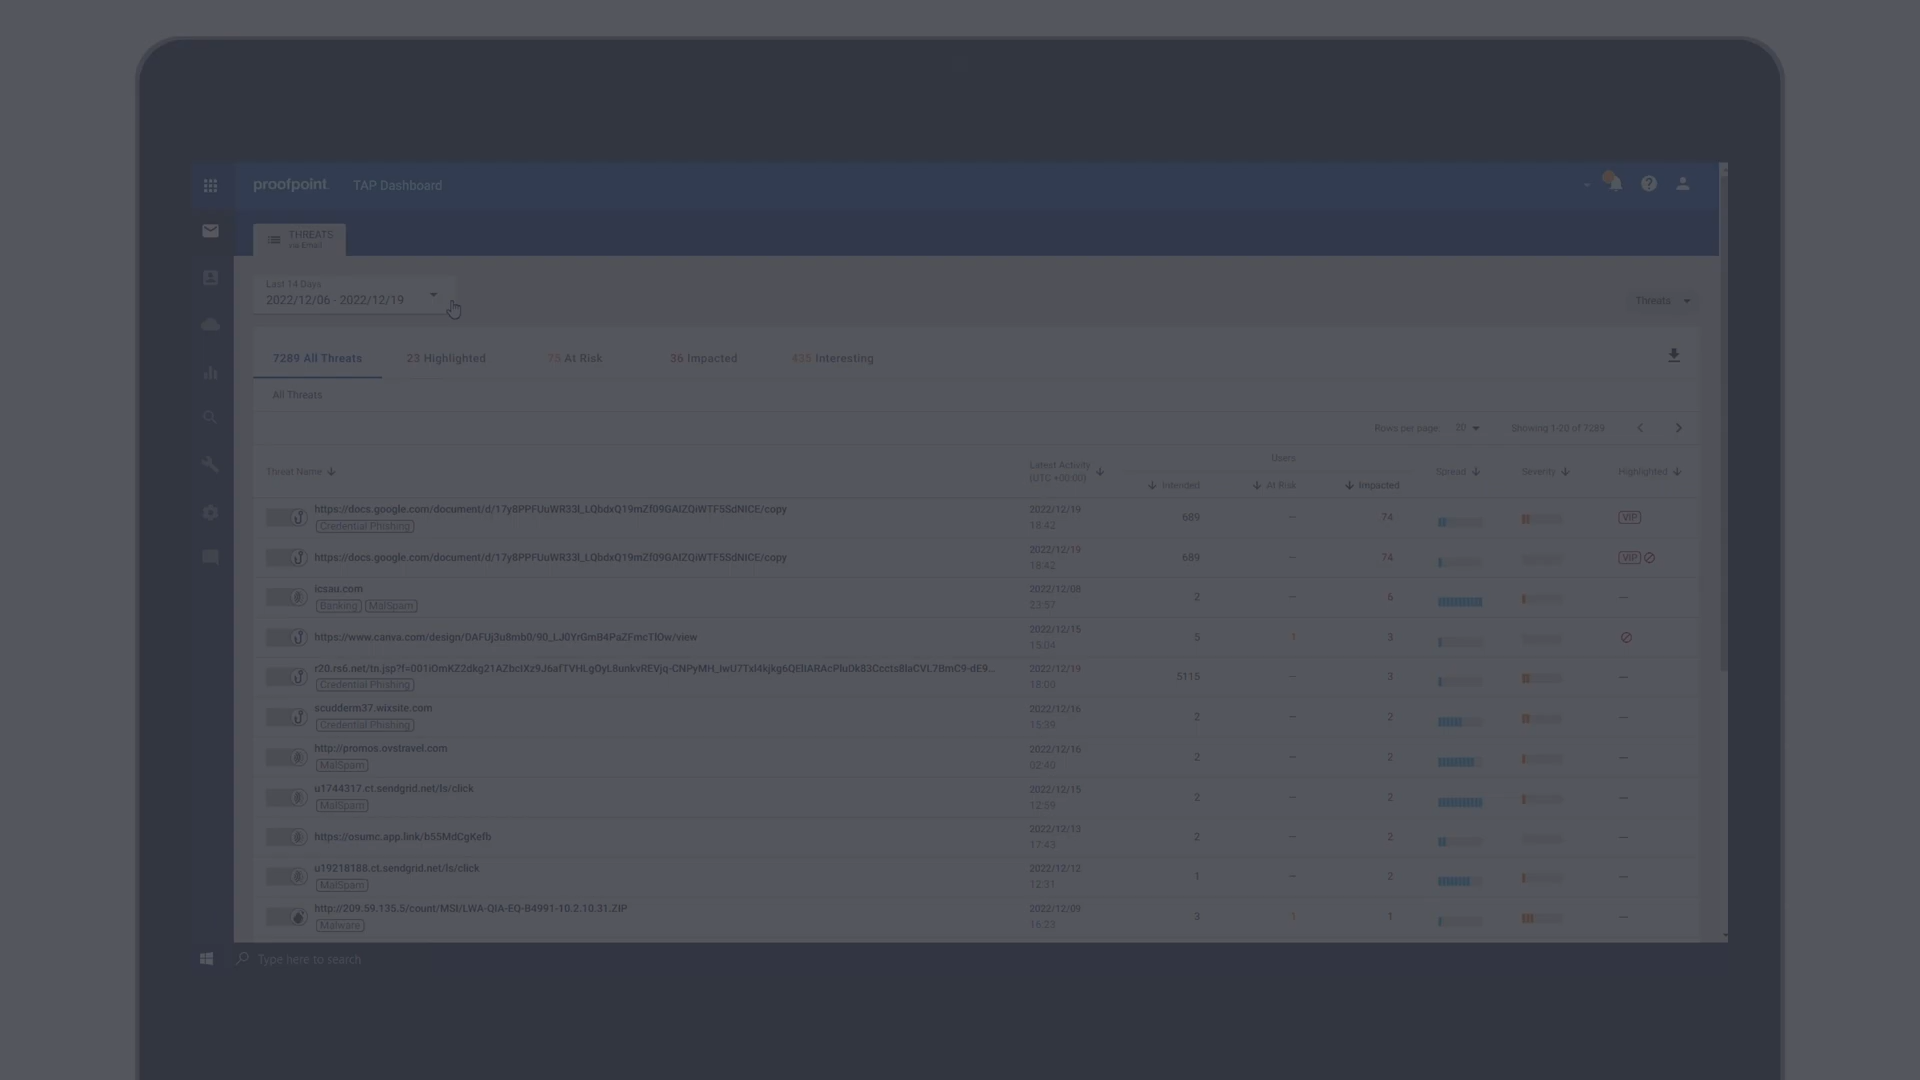 proofpoint. TAP Dashboard
THREATS
via Email
Last 14 Days
2022/12/06 - 2022/12/19
Threats
7289 All Threats 23 Highlighted 73 At Risk 36 Impacted 435 Interesting
All Threats
Rows per page: 20 Showing 1-20 of 7289
Users
Threat Name Latest Activity Spread Severity Highlighted
(UTC +00:00)
Intended At Risk Impacted
https://docs.google.com/document/d/17y8PPFUuWR33l_LQbdxQ19mZf09GAIZQiWTFSSdNICE/copy 2022/12/19
Credential Phishing 18:42 689 – 74 VIP
https://docs.google.com/document/d/17y8PPFUuWR33l_LQbdxQ19mZf09GAIZQiWTFSSdNICE/copy 2022/12/19
18:42 689 – 74 VIP
icsau.com 2022/12/08
Banking MalSpam 23:57 2 – 6 –
https://www.canva.com/design/DAFUj3u8mb0/90_LJ0YrGmB4PaZFmcTlOw/view 2022/12/15
15:04 5 1 3
r20.rs6.net/tn.jsp?f=001iOmKZ2dkg21AZbcIXz9J6afTVHLgOyL8unkvREVjq-CNPyMH_IwU7Txl4kjkg6QEliARAcPluDk83Cccts8laCVL7BmC9-dE9... 2022/12/19
Credential Phishing 18:00 5115 – 3 –
scudderm37.wixsite.com 2022/12/16
Credential Phishing 15:39 2 – 2 –
http://promos.ovstravel.com 2022/12/16
MalSpam 02:40 2 – 2 –
u1744317.ct.sendgrid.net/ls/click 2022/12/15
MalSpam 12:59 2 – 2 –
https://osumc.app.link/b55MdCgKefb 2022/12/13
17:43 2 – 2 –
u19218188.ct.sendgrid.net/ls/click 2022/12/12
MalSpam 12:31 1 – 2 –
http://209.59.135.5/count/MSI/LWA-QIA-EQ-B4991-10.2.10.31.ZIP 2022/12/09
Malware 16:23 3 1 1 –
Type here to search